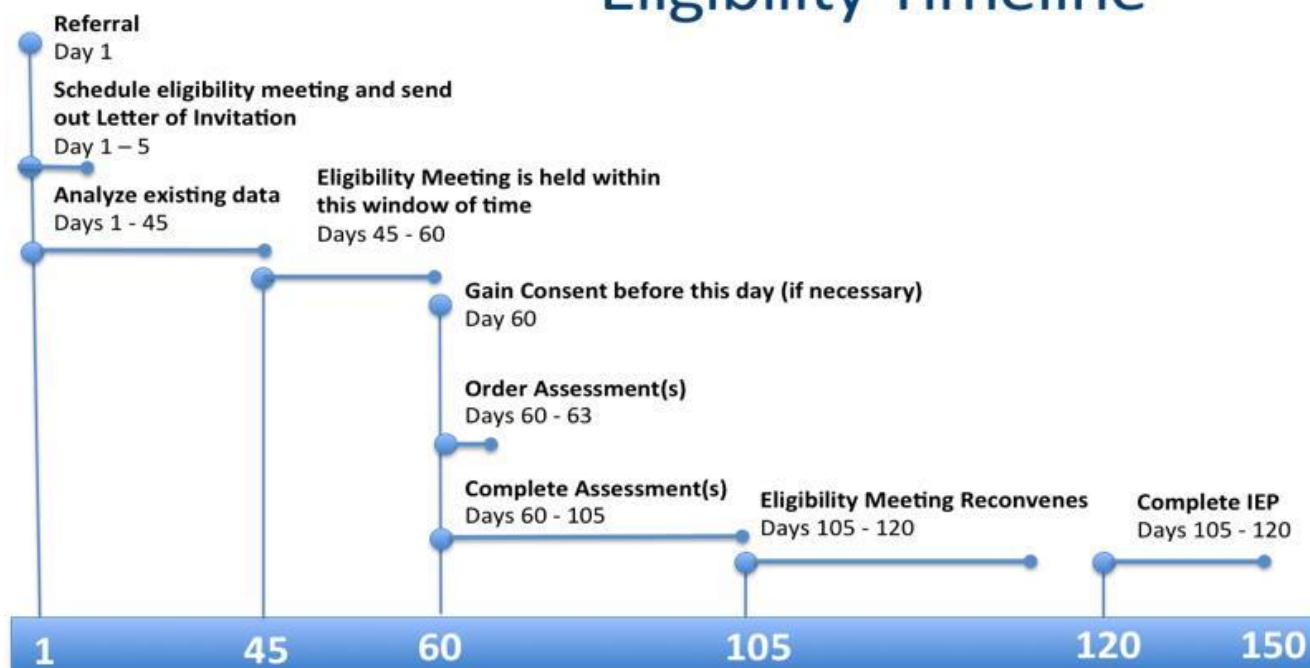 Eligibility Timeline
Referral
Day 1
Schedule eligibility meeting and send
out Letter of Invitation
Day 1 – 5
Analyze existing data
Days 1 - 45
Eligibility Meeting is held within
this window of time
Days 45 - 60
Gain Consent before this day (if necessary)
Day 60
Order Assessment(s)
Days 60 - 63
Complete Assessment(s)
Days 60 - 105
Eligibility Meeting Reconvenes
Days 105 - 120
Complete IEP
Days 105 - 120
1 45 60 105 120 150